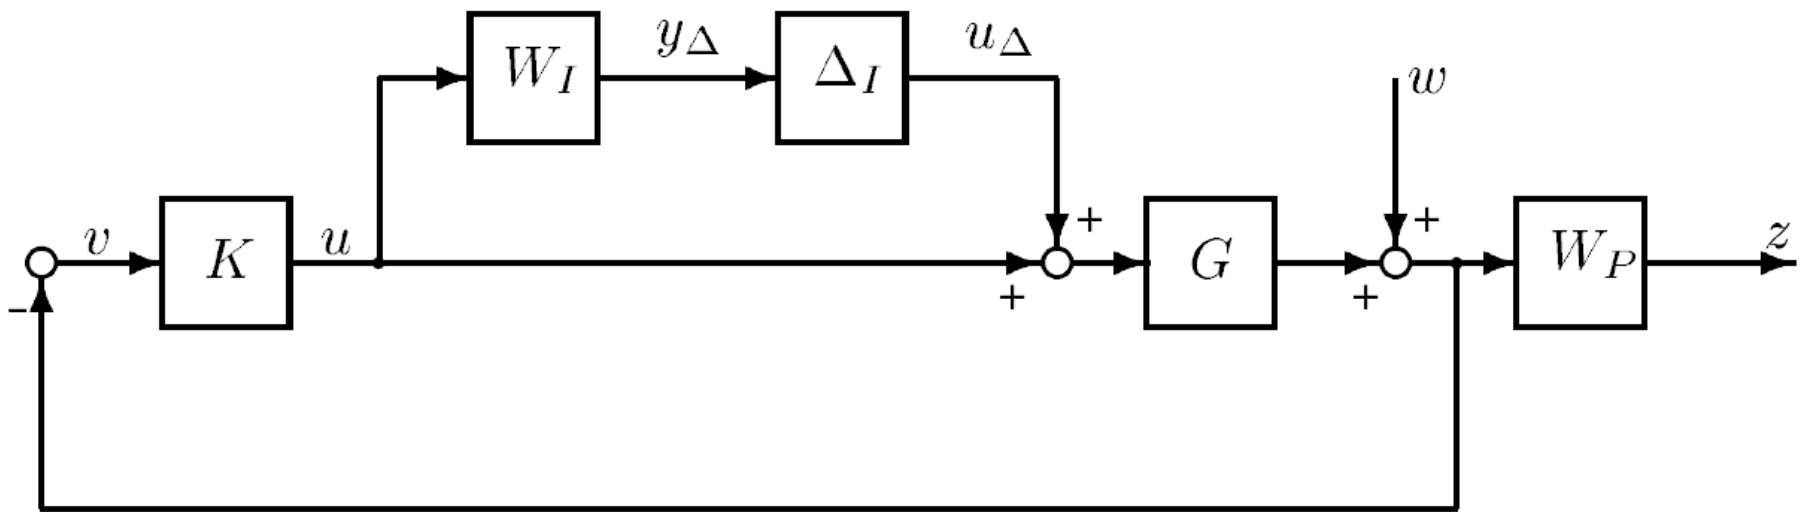 W_I
y_Δ
Δ_I
u_Δ
w
+
+
v
K
u
G
W_P
z
-
+
+